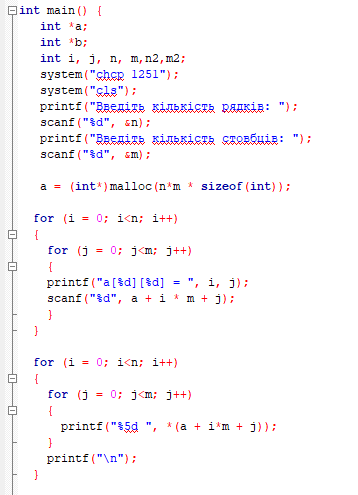 int main() {
int *a;
int *b;
int i, j, n, m,n2,m2;
system("chcp 1251");
system("cls");
printf("Введіть кількість рядків: ");
scanf("%d", &n);
printf("Введіть кількість стовбців: ");
scanf("%d", &m);
a = (int*)malloc(n*m * sizeof(int));
for (i = 0; i<n; i++)
{
for (j = 0; j<m; j++)
{
printf("a[%d][%d] = ", i, j);
scanf("%d", a + i * m + j);
}
}
for (i = 0; i<n; i++)
{
for (j = 0; j<m; j++)
{
printf("%5d ", *(a + i*m + j));
}
printf("\n");
}